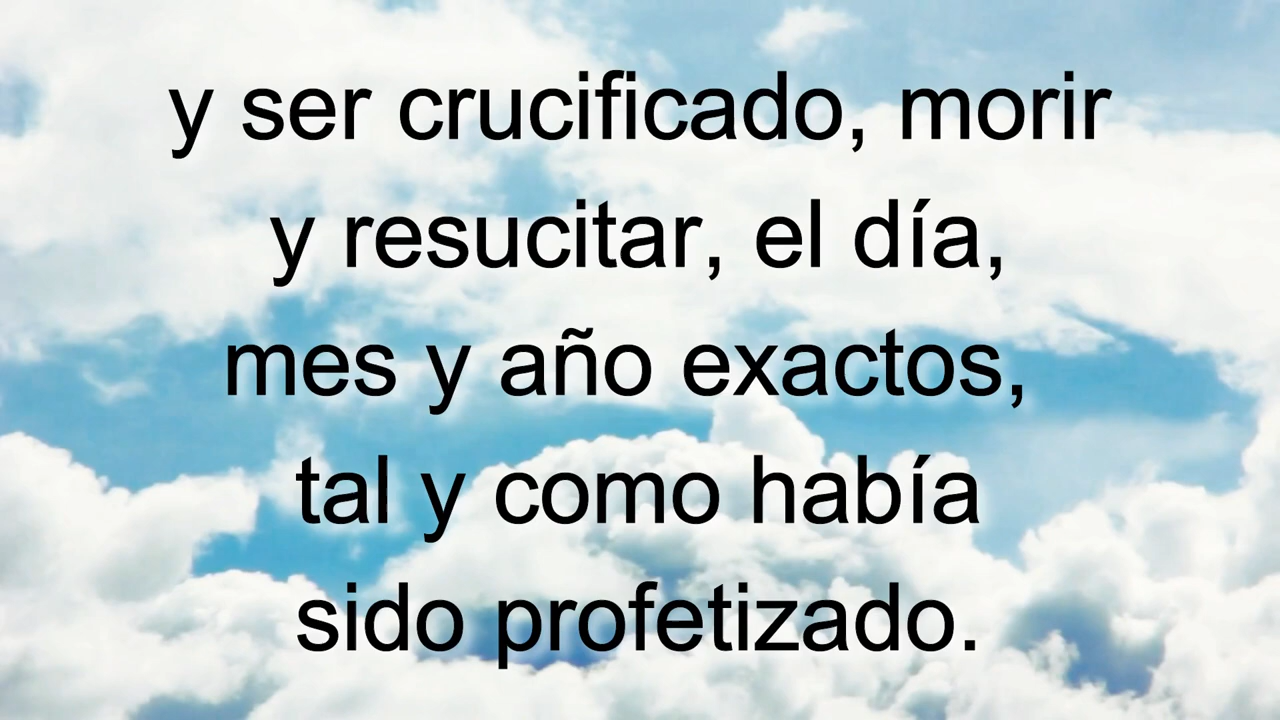 y ser crucificado, morir
y resucitar, el día,
mes y año exactos,
tal y como había
sido profetizado.